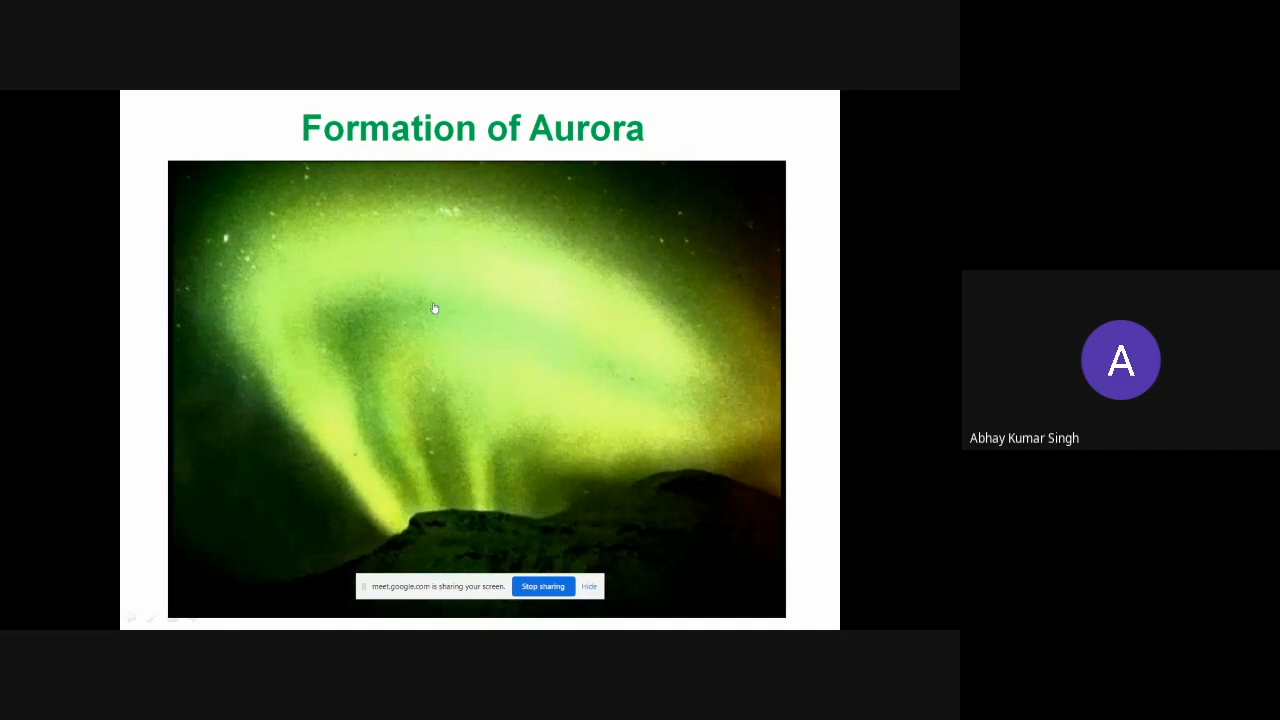 Formation of Aurora
meet.google.com is sharing your screen. Stop sharing Hide
A
Abhay Kumar Singh